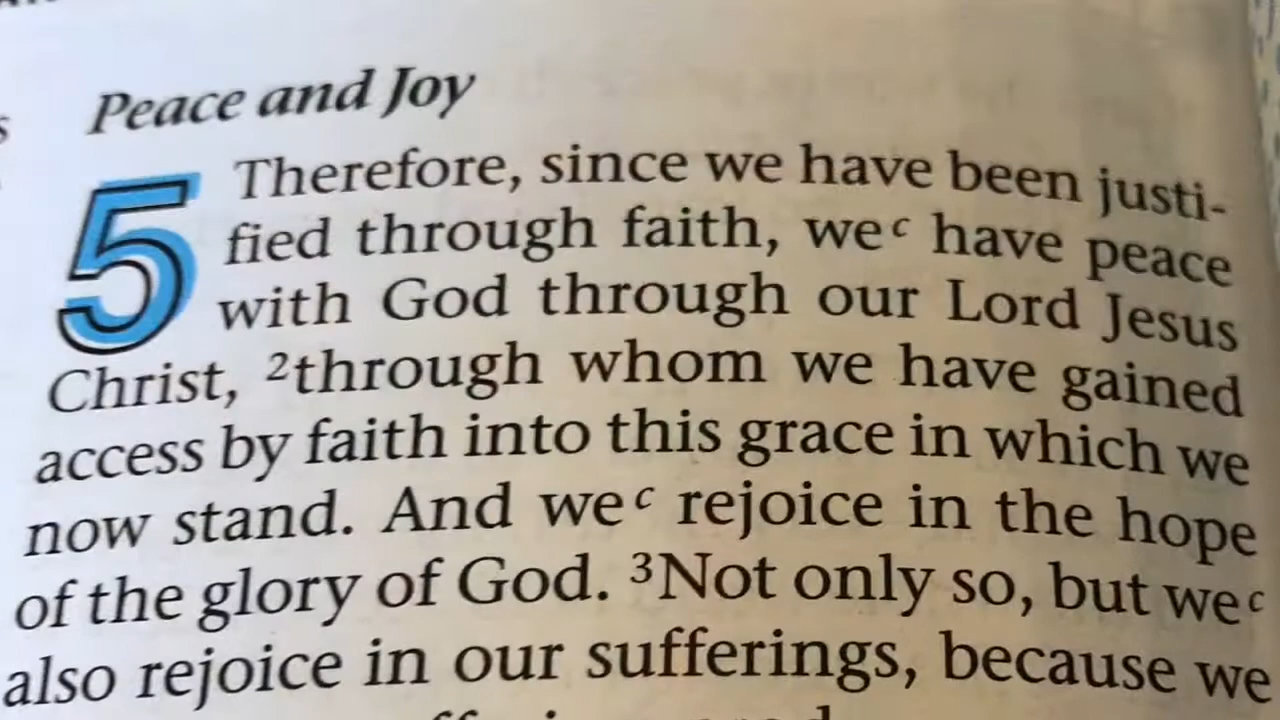 Peace and Joy
5 Therefore, since we have been justi-
fied through faith, weᶜ have peace
with God through our Lord Jesus
Christ, ²through whom we have gained
access by faith into this grace in which we
now stand. And weᶜ rejoice in the hope
of the glory of God. ³Not only so, but weᶜ
also rejoice in our sufferings, because we